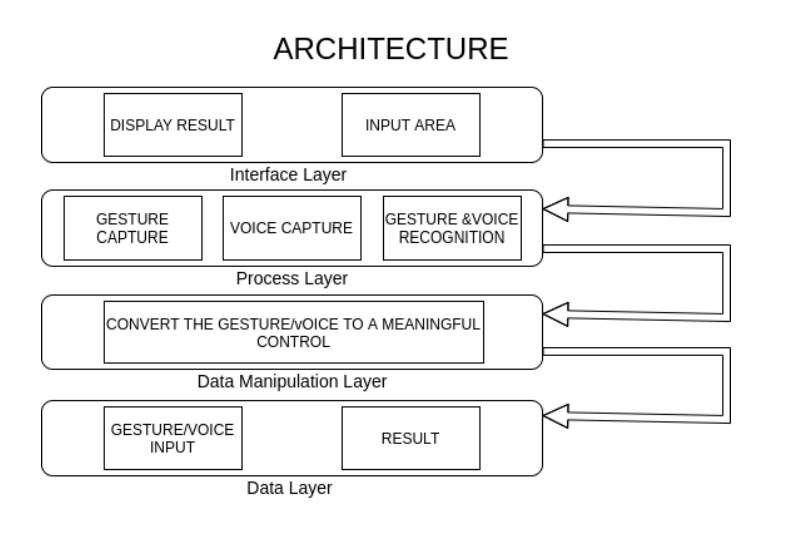 ARCHITECTURE
DISPLAY RESULT
INPUT AREA
Interface Layer
GESTURE
CAPTURE
VOICE CAPTURE
GESTURE &VOICE
RECOGNITION
Process Layer
CONVERT THE GESTURE/vOICE TO A MEANINGFUL
CONTROL
Data Manipulation Layer
GESTURE/VOICE
INPUT
RESULT
Data Layer